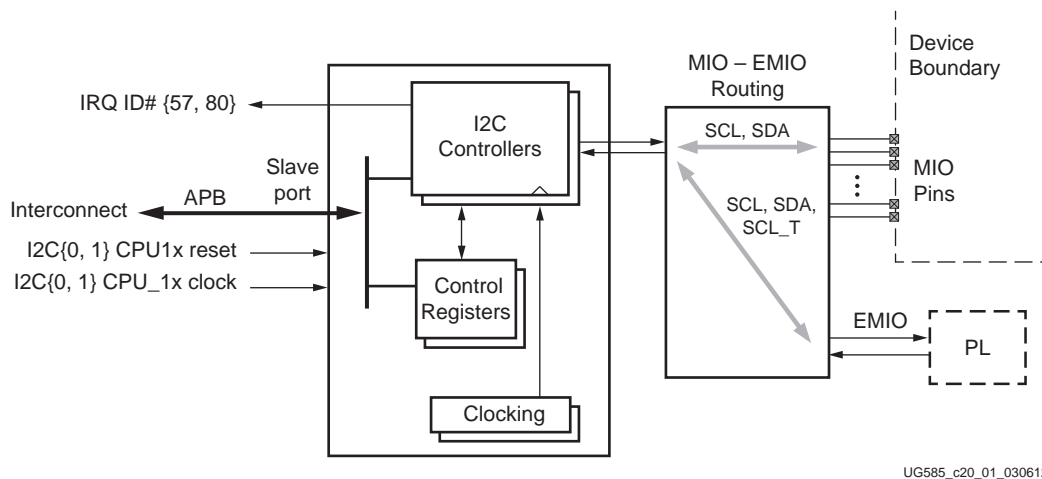 Device
Boundary
MIO – EMIO
Routing
IRQ ID# {57, 80}
I2C
Controllers
SCL, SDA
Slave
port
MIO
Pins
APB
Interconnect
SCL, SDA,
SCL_T
I2C{0, 1} CPU1x reset
I2C{0, 1} CPU_1x clock
Control
Registers
EMIO
PL
Clocking